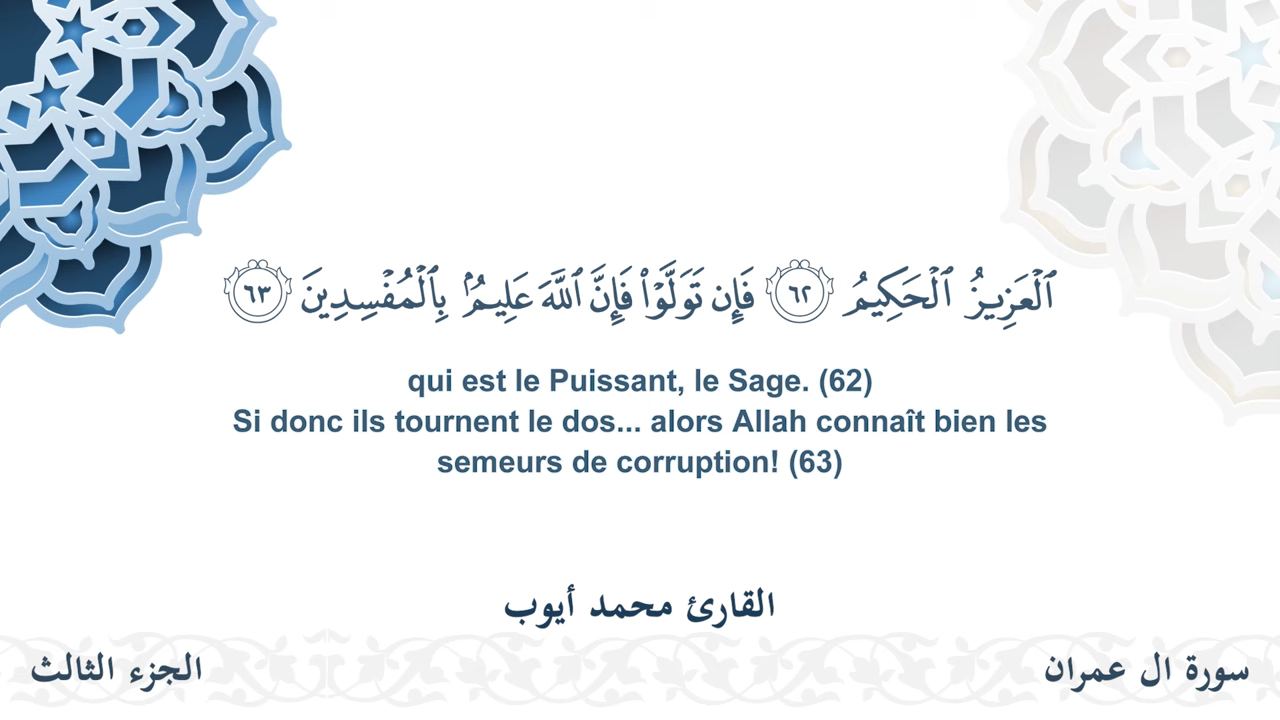 ٱلۡعَزِيزُ ٱلۡحَكِيمُ ٦٢ فَإِن تَوَلَّوۡاْ فَإِنَّ ٱللَّهَ عَلِيمُۢ بِٱلۡمُفۡسِدِينَ ٦٣
qui est le Puissant, le Sage. (62)
Si donc ils tournent le dos... alors Allah connaît bien les
semeurs de corruption! (63)
القارئ محمد أيوب
سورة ال عمران
الجزء الثالث